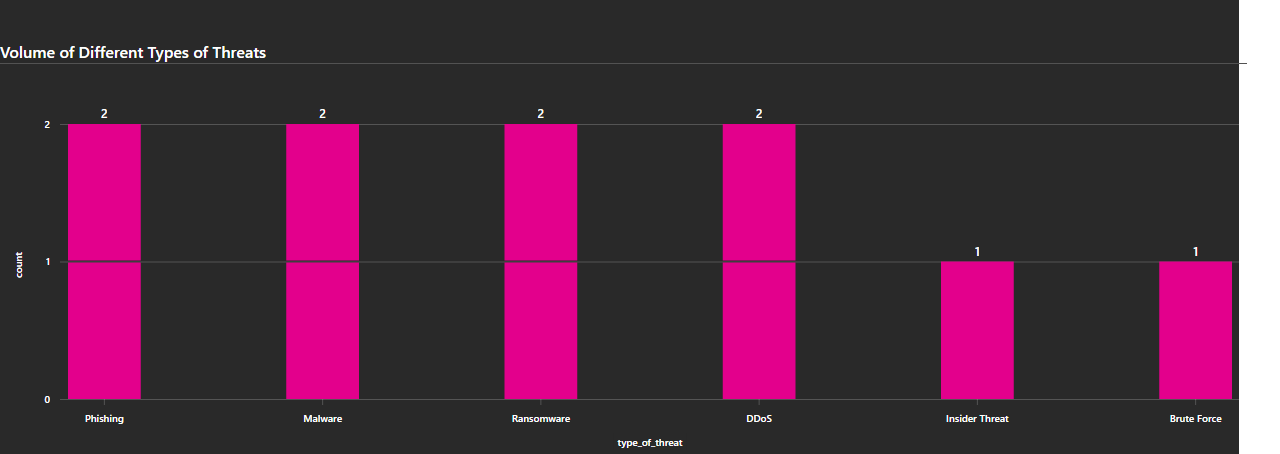 Volume of Different Types of Threats
2 2 2 2
2
1 1
1
count
0
Phishing Malware Ransomware DDoS Insider Threat Brute Force
type_of_threat